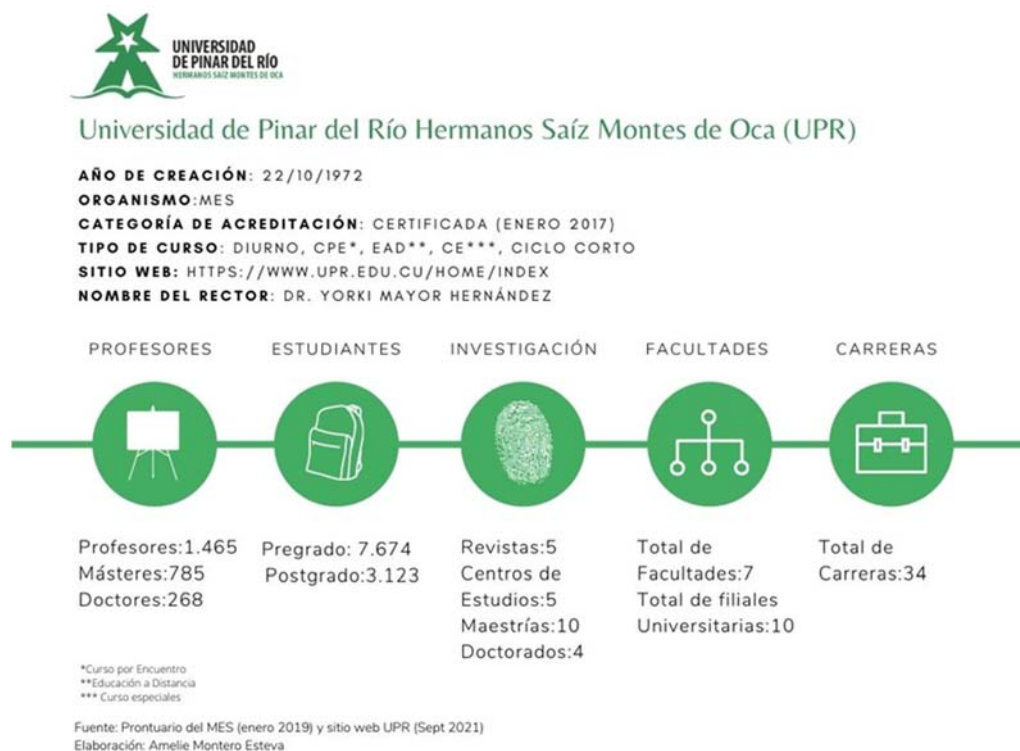 UNIVERSIDAD
DE PINAR DEL RÍO
HERMANOS SAÍZ MONTES DE OCA
Universidad de Pinar del Río Hermanos Saíz Montes de Oca (UPR)
AÑO DE CREACIÓN: 22/10/1972
ORGANISMO:MES
CATEGORÍA DE ACREDITACIÓN: CERTIFICADA (ENERO 2017)
TIPO DE CURSO: DIURNO, CPE*, EAD**, CE***, CICLO CORTO
SITIO WEB: HTTPS://WWW.UPR.EDU.CU/HOME/INDEX
NOMBRE DEL RECTOR: DR. YORKI MAYOR HERNÁNDEZ
PROFESORES
ESTUDIANTES
INVESTIGACIÓN
FACULTADES
CARRERAS
Profesores:1.465
Másteres:785
Doctores:268
Pregrado: 7.674
Postgrado:3.123
Revistas:5
Centros de
Estudios:5
Maestrías:10
Doctorados:4
Total de
Facultades:7
Total de filiales
Universitarias:10
Total de
Carreras:34
*Curso por Encuentro
**Educación a Distancia
*** Curso especiales
Fuente: Prontuario del MES (enero 2019) y sitio web UPR (Sept 2021)
Elaboración: Amelie Montero Esteva